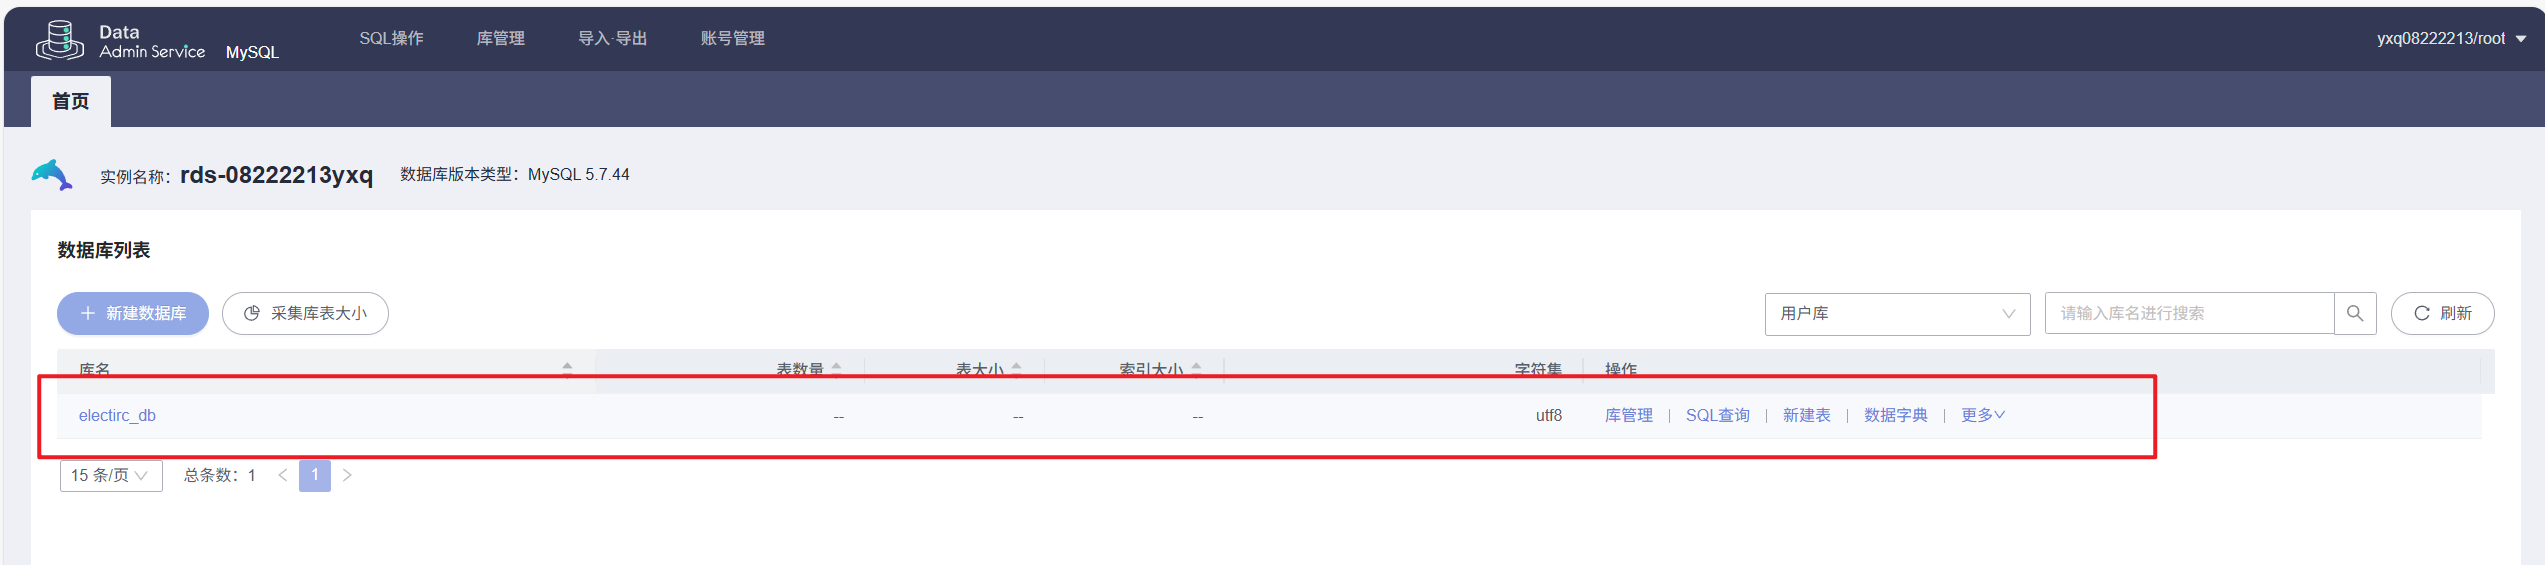 Data
Admin Service MySQL SQL操作 库管理 导入·导出 账号管理 yxq08222213/root
首页
实例名称: rds-08222213yxq 数据库版本类型: MySQL 5.7.44
数据库列表
新建数据库 采集库表大小 用户库 请输入库名进行搜索 刷新
库名 表数量 表大小 索引大小 字符集 操作
electirc_db -- -- -- utf8 库管理 | SQL查询 | 新建表 | 数据字典 | 更多
15 条/页 总条数: 1 < 1 >